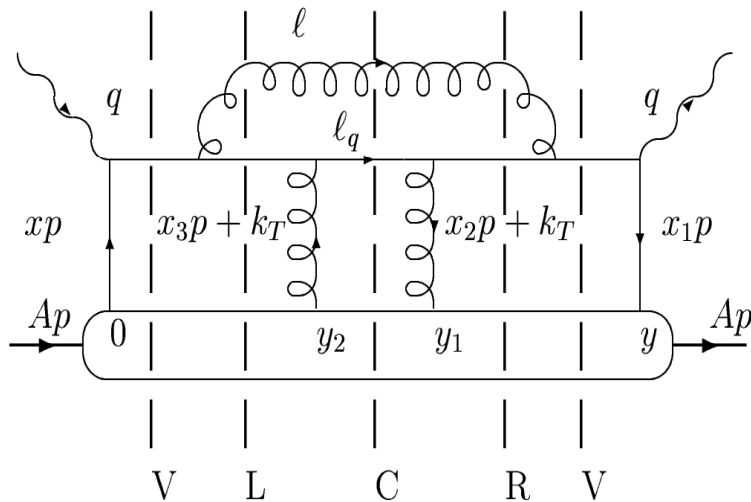 ℓ
q
ℓ_q
q
xp
x_3p + k_T
x_2p + k_T
x_1p
Ap
0
y_2
y_1
y
Ap
V
L
C
R
V